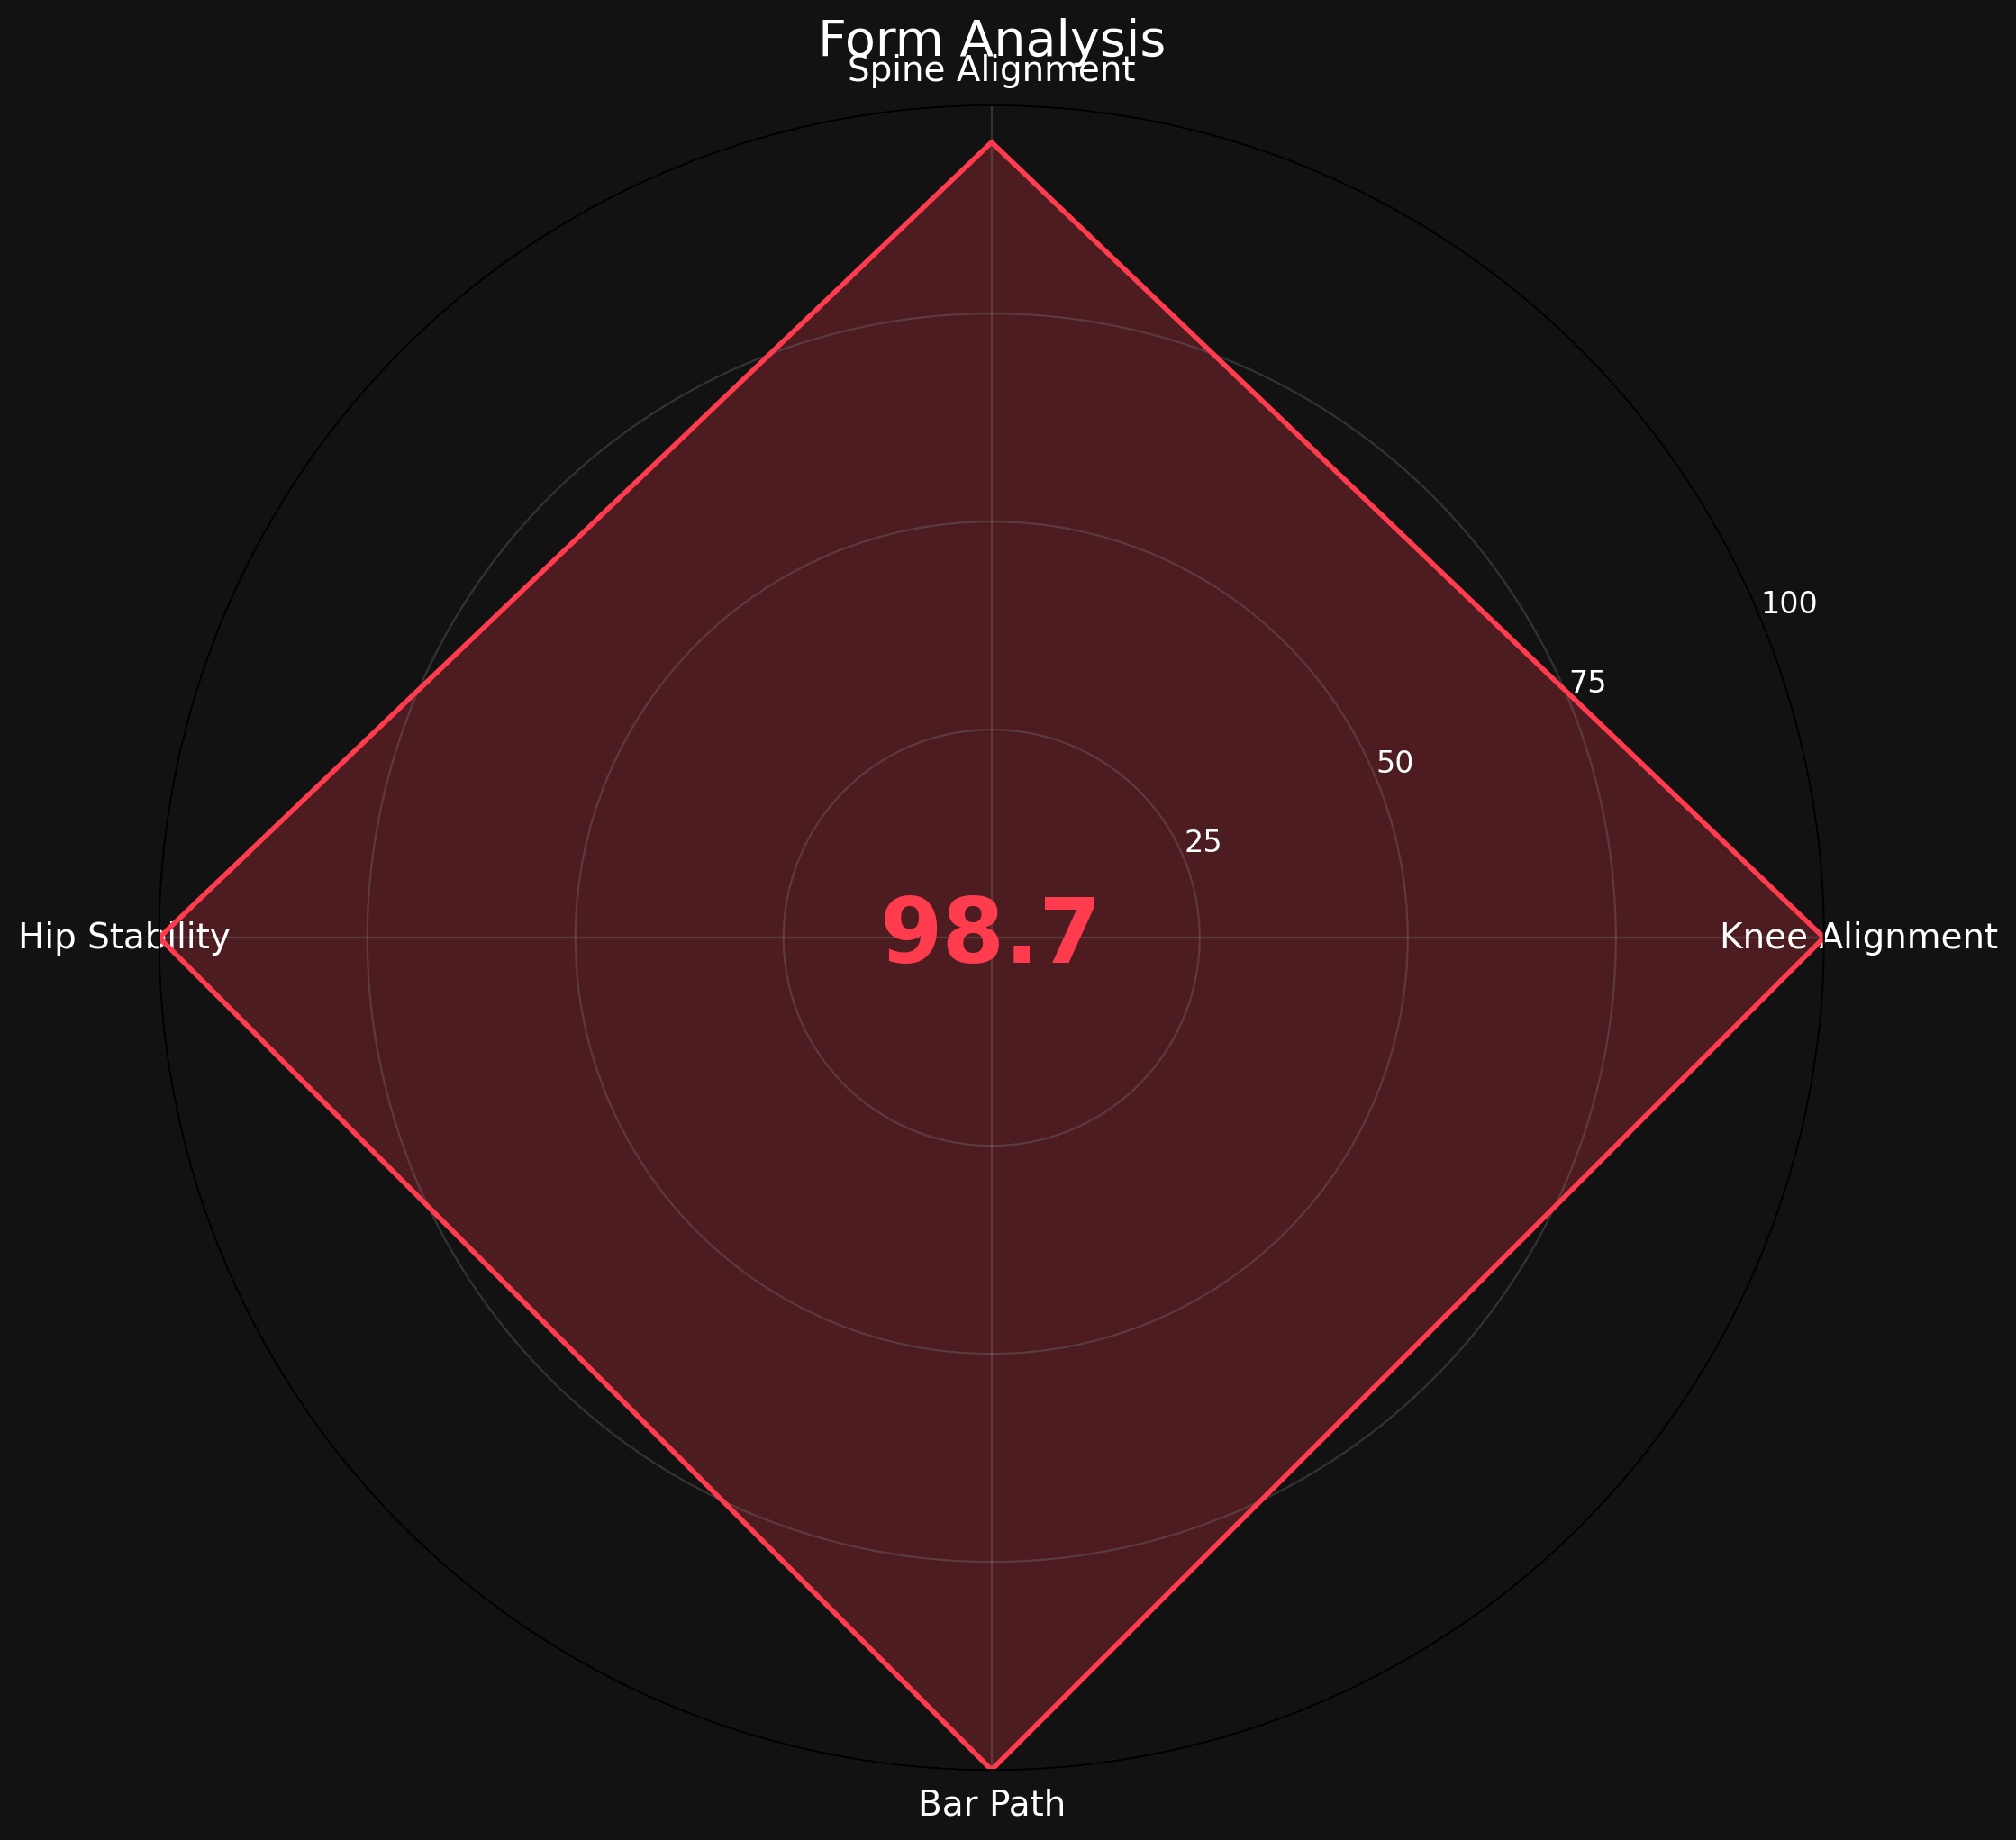 Form Analysis
Spine Alignment
100
75
50
25
98.7
Hip Stability
Knee Alignment
Bar Path